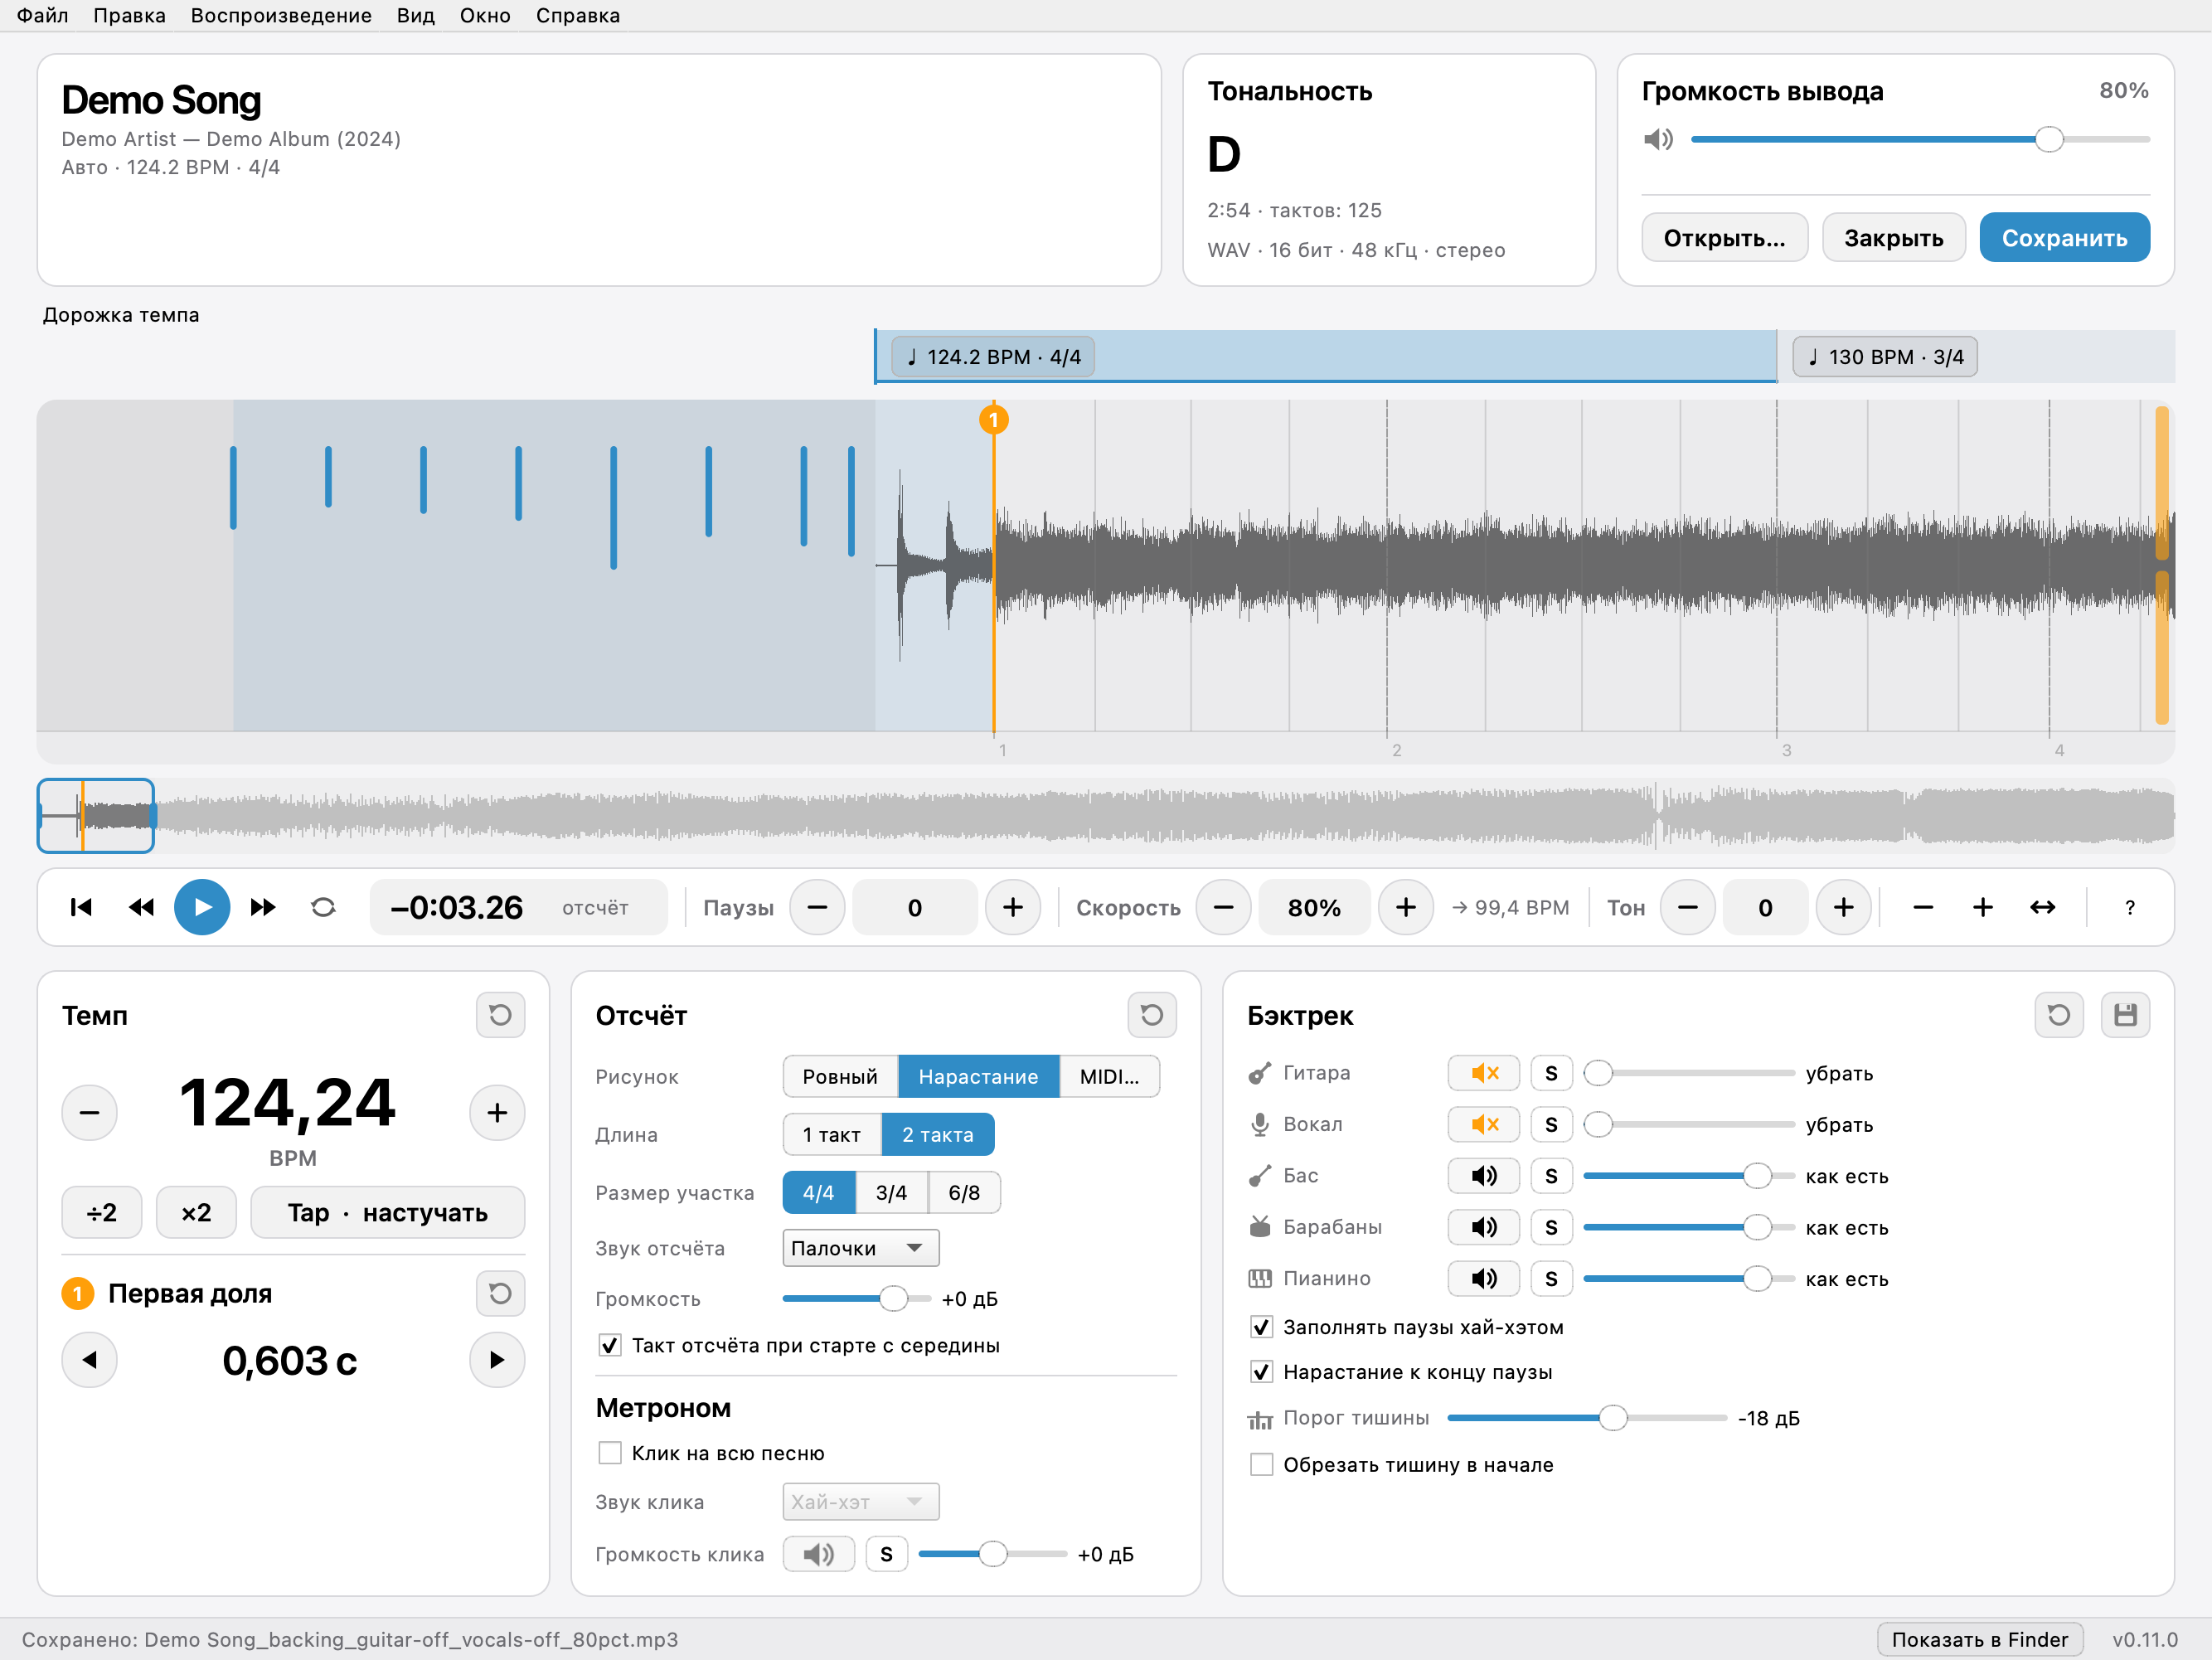 Файл Правка Воспроизведение Вид Окно Справка
Demo Song
Demo Artist — Demo Album (2024)
Авто · 124.2 BPM · 4/4
Тональность
D
2:54 · тактов: 125
WAV · 16 бит · 48 кГц · стерео
Громкость вывода 80%
Открыть... Закрыть Сохранить
Дорожка темпа
♩ 124.2 BPM · 4/4 ♩ 130 BPM · 3/4
1
1 2 3 4
−0:03.26 отсчёт Паузы − 0 + Скорость − 80% + → 99,4 BPM Тон − 0 + − + ↔ ?
Темп
− 124,24 +
BPM
÷2 ×2 Tap · настучать
1 Первая доля
0,603 с
Отсчёт
Рисунок Ровный Нарастание MIDI...
Длина 1 такт 2 такта
Размер участка 4/4 3/4 6/8
Звук отсчёта Палочки
Громкость +0 дБ
Такт отсчёта при старте с середины
Метроном
Клик на всю песню
Звук клика Хай-хэт
Громкость клика S +0 дБ
Бэктрек
Гитара S убрать
Вокал S убрать
Бас S как есть
Барабаны S как есть
Пианино S как есть
Заполнять паузы хай-хэтом
Нарастание к концу паузы
Порог тишины -18 дБ
Обрезать тишину в начале
Сохранено: Demo Song_backing_guitar-off_vocals-off_80pct.mp3 Показать в Finder v0.11.0